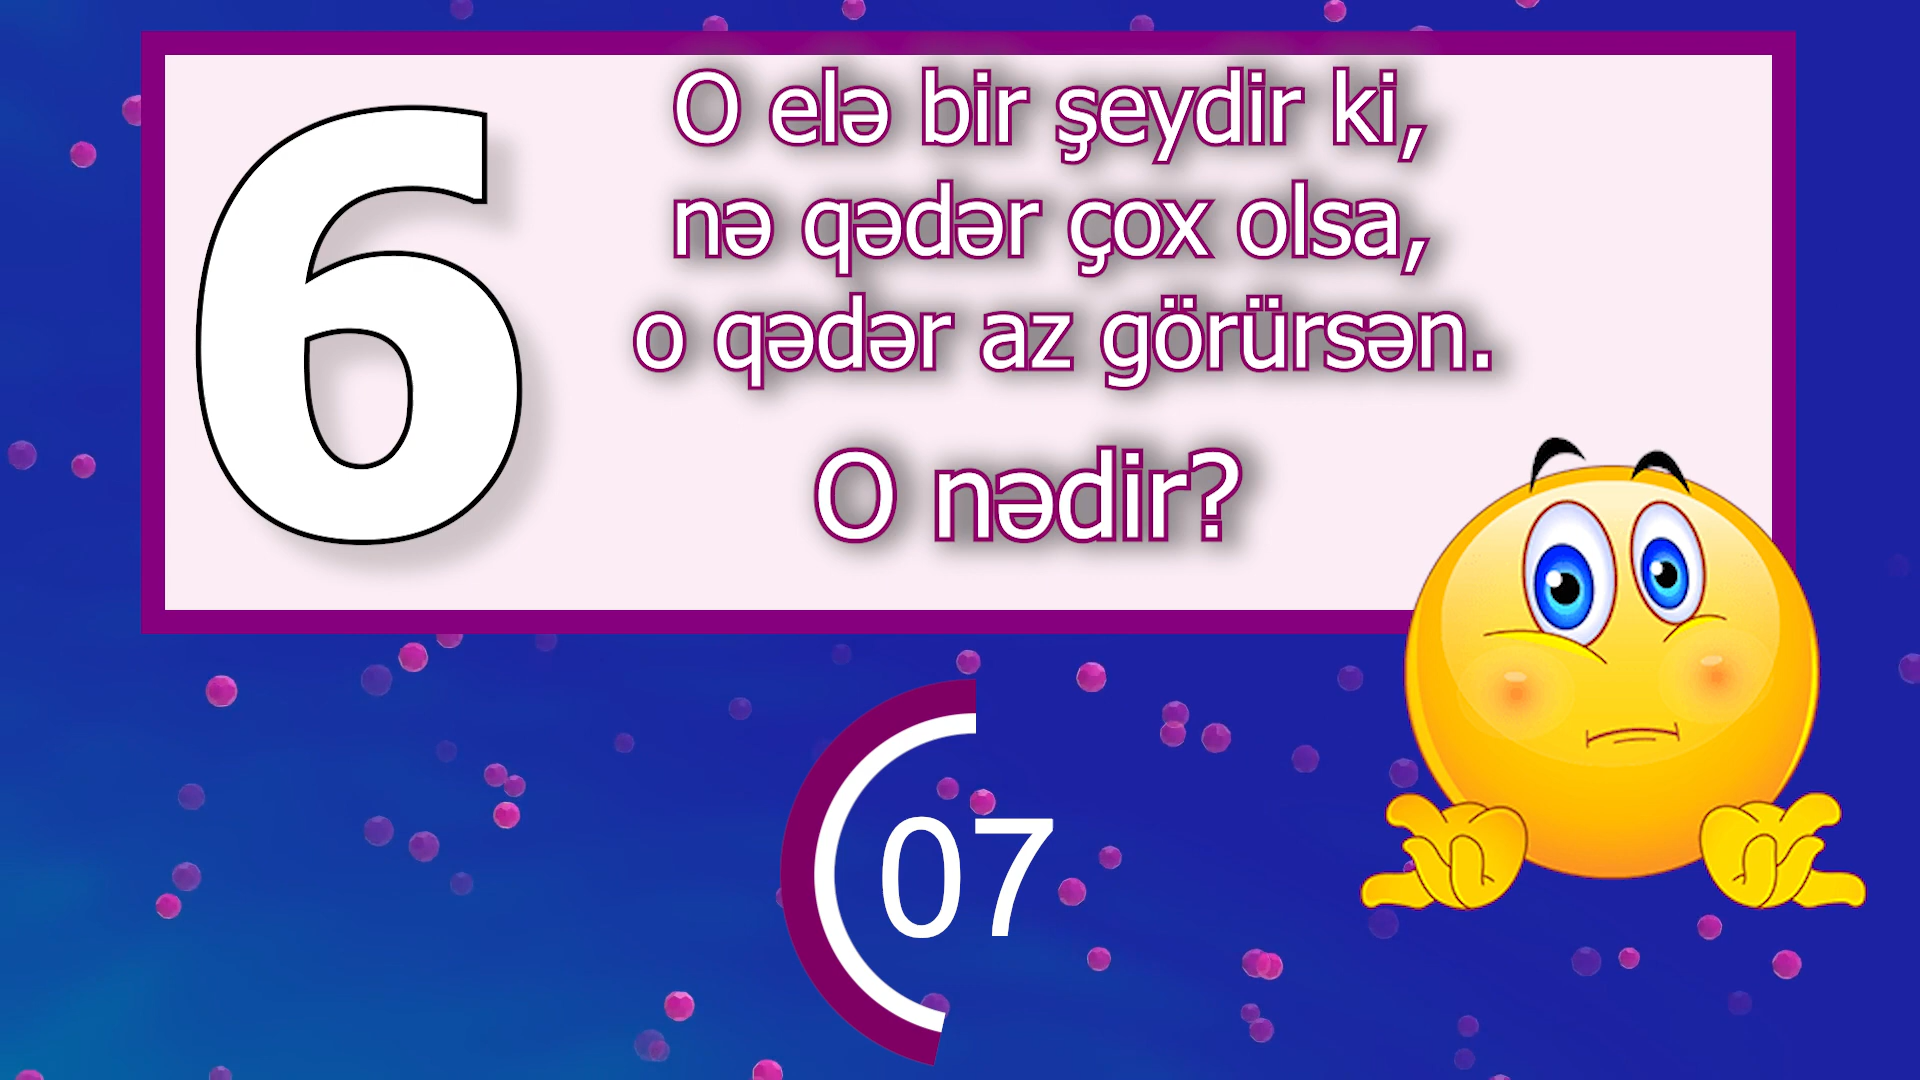 6
O elə bir şeydir ki,
nə qədər çox olsa,
o qədər az görürsən.
O nədir?
07